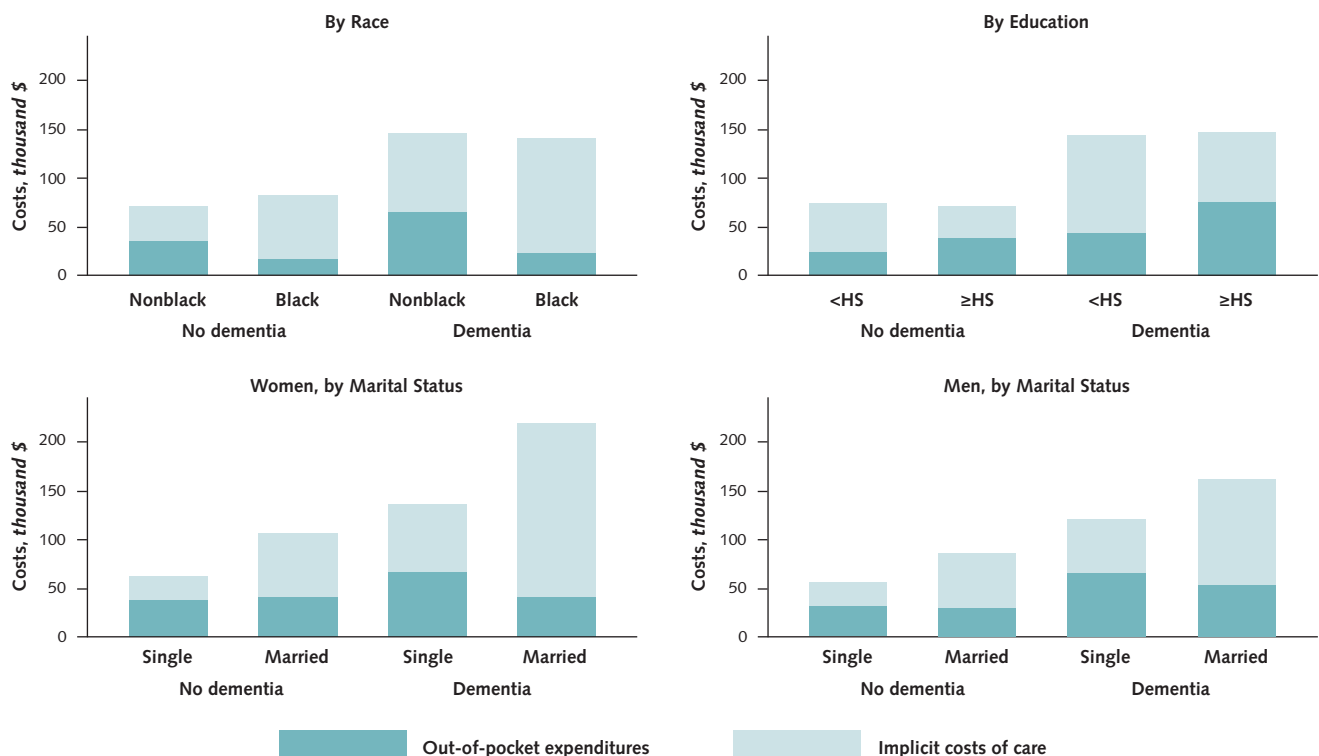 By Race
Costs, thousand $
200
150
100
50
0
Nonblack Black Nonblack Black
No dementia Dementia
By Education
Costs, thousand $
200
150
100
50
0
<HS ≥HS <HS ≥HS
No dementia Dementia
Women, by Marital Status
Costs, thousand $
200
150
100
50
0
Single Married Single Married
No dementia Dementia
Men, by Marital Status
Costs, thousand $
200
150
100
50
0
Single Married Single Married
No dementia Dementia
Out-of-pocket expenditures Implicit costs of care